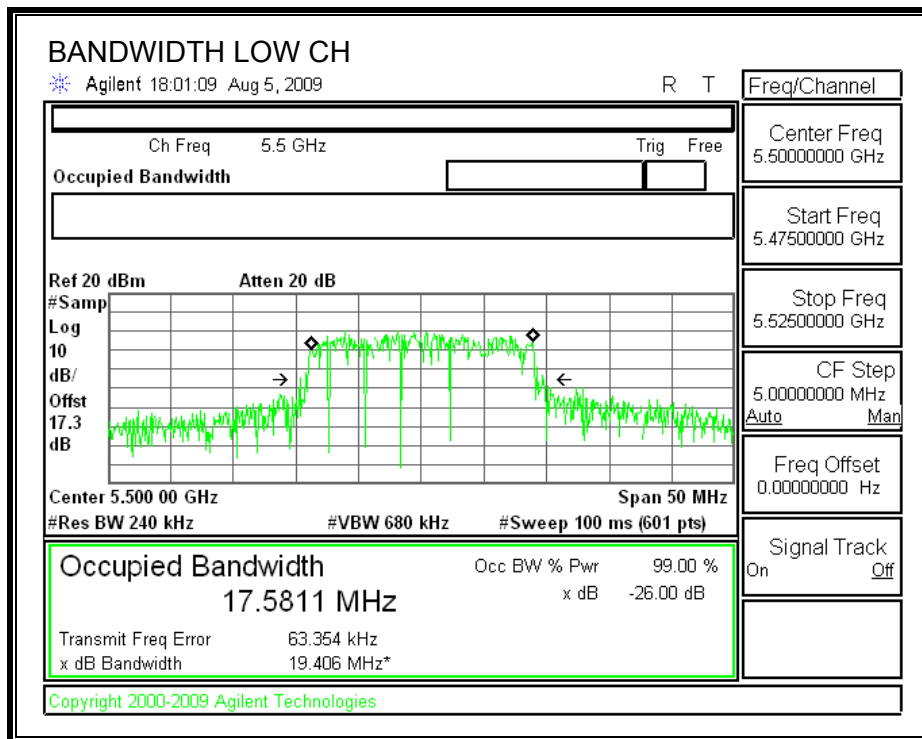 BANDWIDTH LOW CH
Agilent 18:01:09 Aug 5, 2009 R T
Freq/Channel
Ch Freq 5.5 GHz Trig Free
Occupied Bandwidth
Center Freq
5.50000000 GHz
Start Freq
5.47500000 GHz
Stop Freq
5.52500000 GHz
CF Step
5.00000000 MHz
Auto Man
Freq Offset
0.00000000 Hz
Signal Track
On Off
Ref 20 dBm Atten 20 dB
#Samp
Log
10
dB/
Offst
17.3
dB
Center 5.500 00 GHz Span 50 MHz
#Res BW 240 kHz #VBW 680 kHz #Sweep 100 ms (601 pts)
Occupied Bandwidth Occ BW % Pwr 99.00 %
17.5811 MHz x dB -26.00 dB
Transmit Freq Error 63.354 kHz
x dB Bandwidth 19.406 MHz*
Copyright 2000-2009 Agilent Technologies